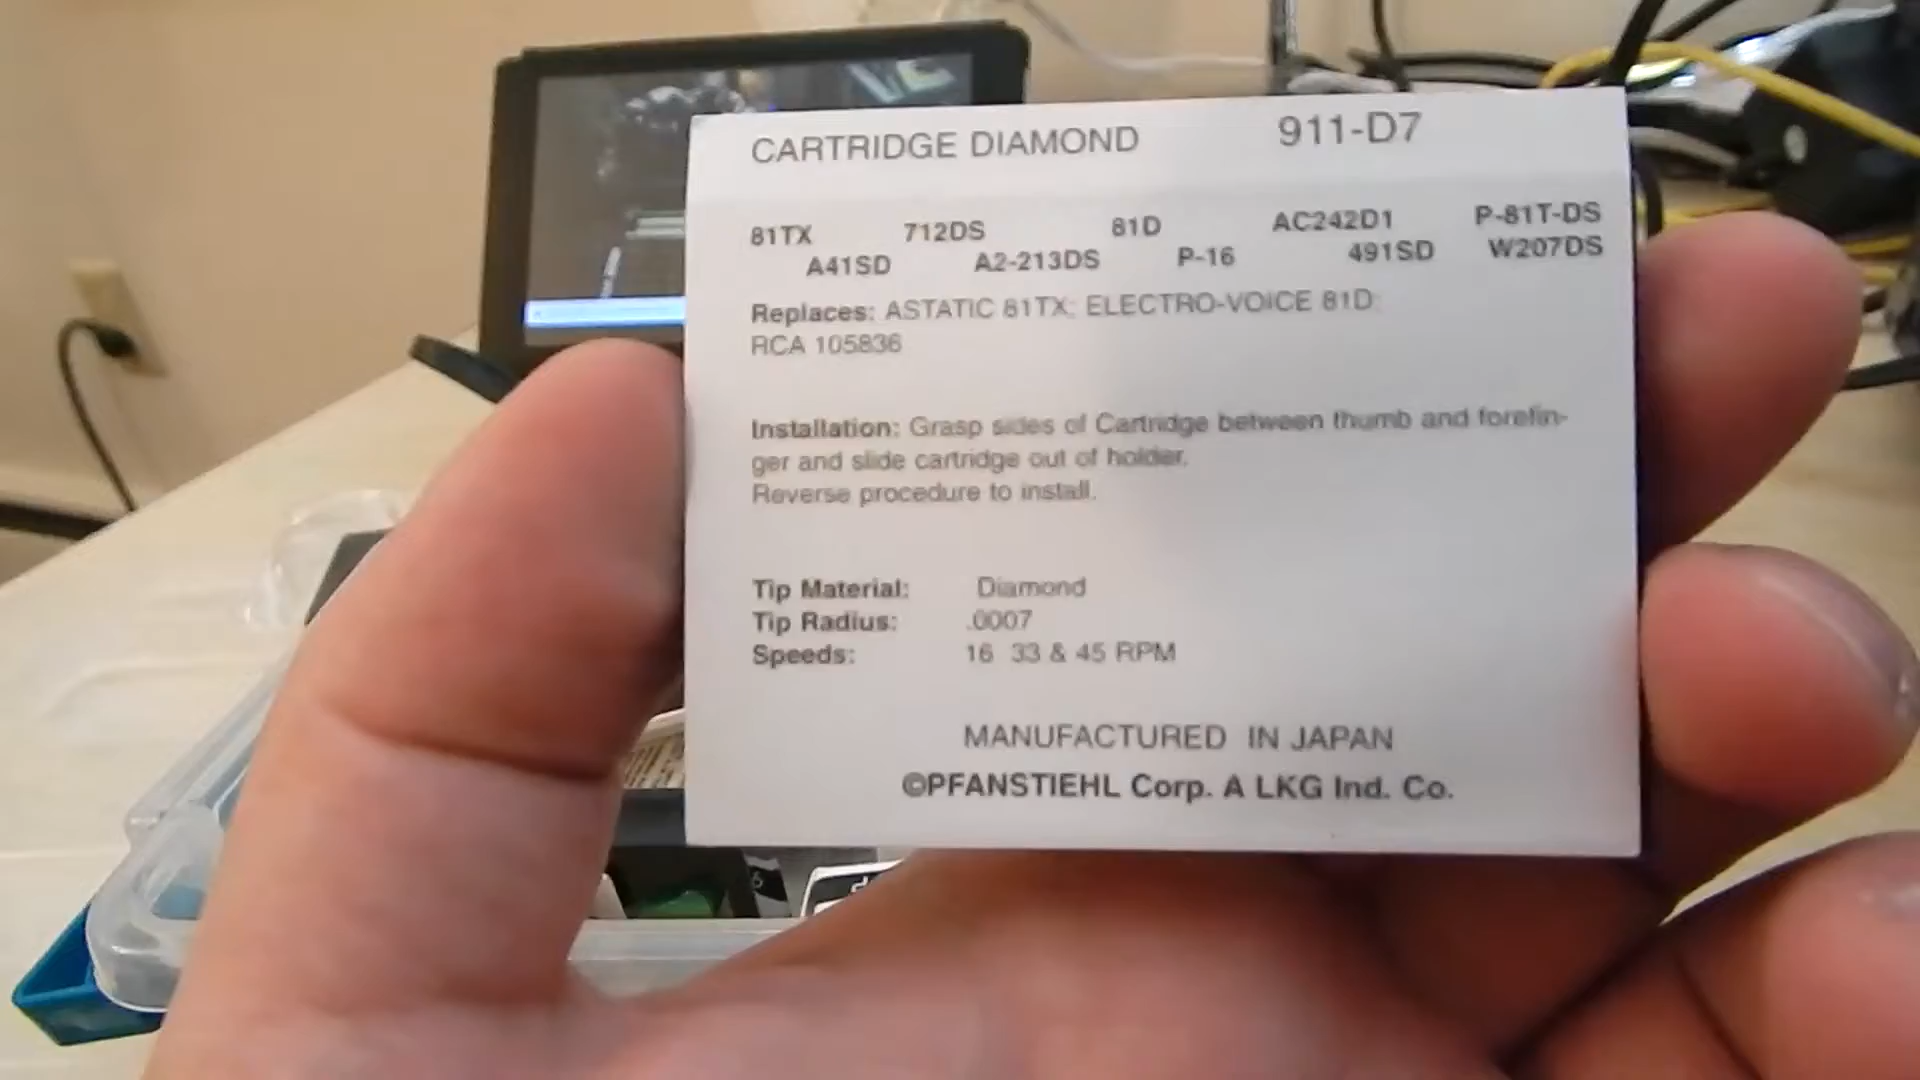 CARTRIDGE DIAMOND 911-D7
81TX 712DS 81D AC242D1 P-81T-DS
A41SD A2-213DS P-16 491SD W207DS
Replaces: ASTATIC 81TX; ELECTRO-VOICE 81D;
RCA 105836
Installation: Grasp sides of Cartridge between thumb and forefin-
ger and slide cartridge out of holder.
Reverse procedure to install.
Tip Material: Diamond
Tip Radius: .0007
Speeds: 16 33 & 45 RPM
MANUFACTURED IN JAPAN
©PFANSTIEHL Corp. A LKG Ind. Co.